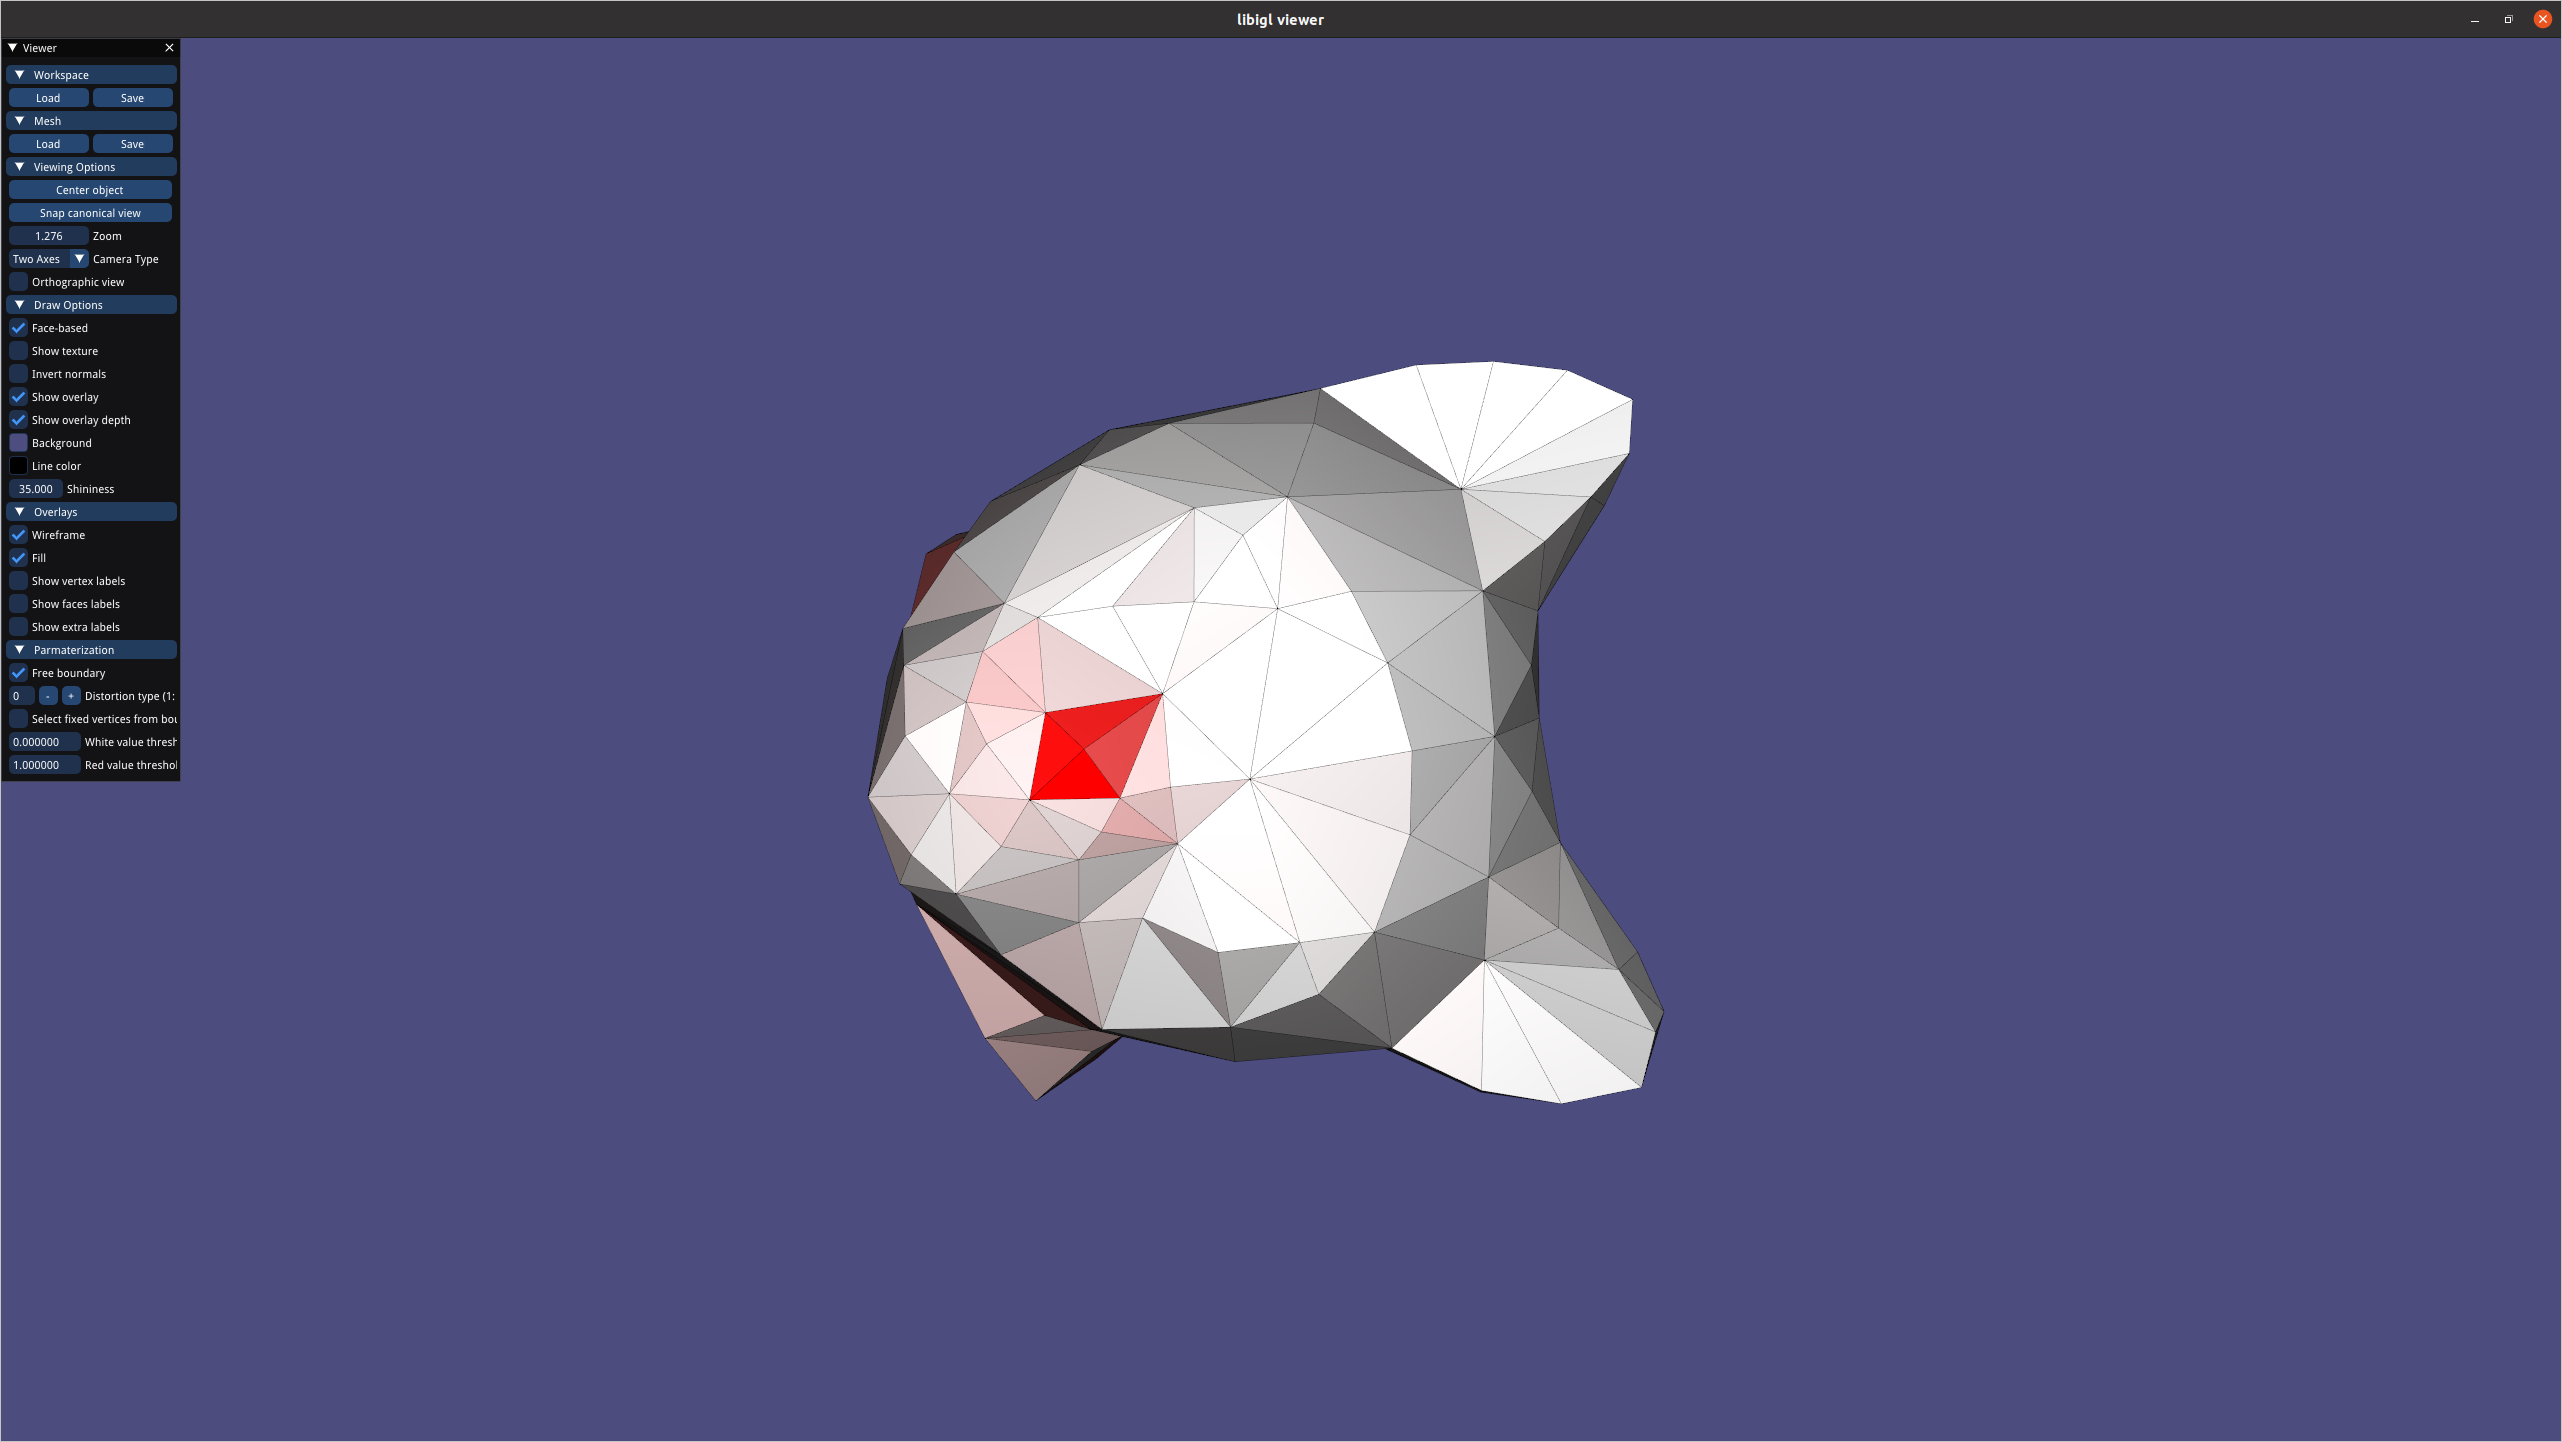 libigl viewer
Viewer
Workspace
Load Save
Mesh
Load Save
Viewing Options
Center object
Snap canonical view
1.276 Zoom
Two Axes Camera Type
Orthographic view
Draw Options
Face-based
Show texture
Invert normals
Show overlay
Show overlay depth
Background
Line color
35.000 Shininess
Overlays
Wireframe
Fill
Show vertex labels
Show faces labels
Show extra labels
Parmaterization
Free boundary
0 - + Distortion type (1:
Select fixed vertices from bou
0.000000 White value thresh
1.000000 Red value threshol